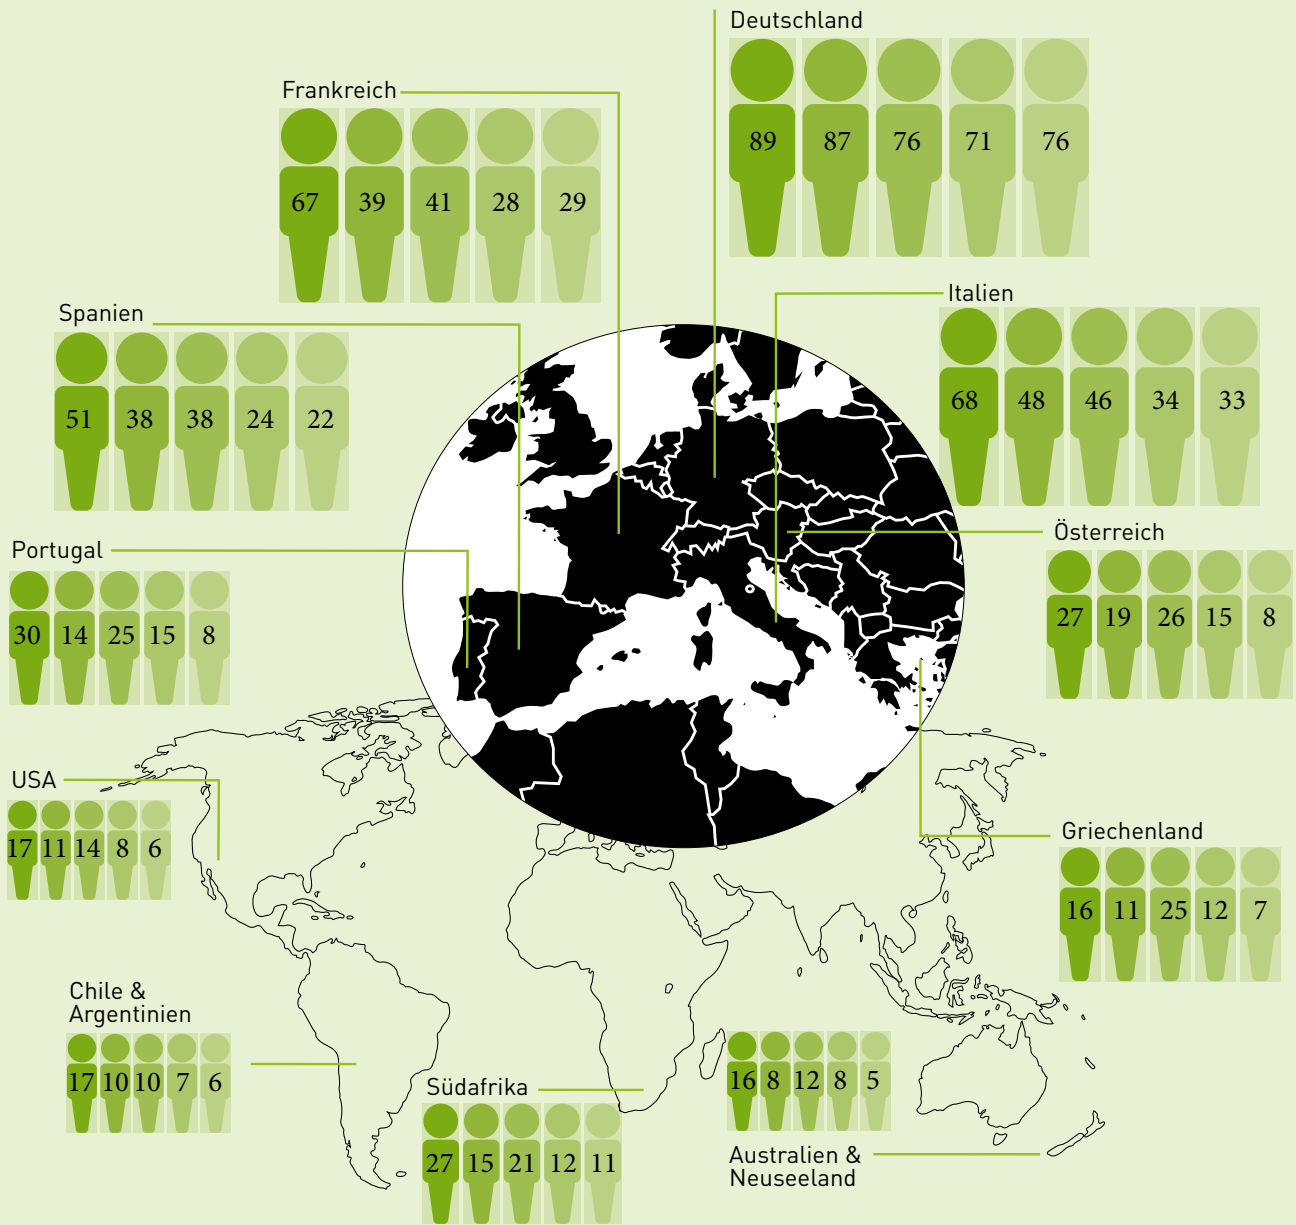 Deutschland
89 87 76 71 76
Frankreich
67 39 41 28 29
Italien
68 48 46 34 33
Spanien
51 38 38 24 22
Österreich
27 19 26 15 8
Portugal
30 14 25 15 8
USA
17 11 14 8 6
Griechenland
16 11 25 12 7
Chile &
Argentinien
17 10 10 7 6
Südafrika
27 15 21 12 11
16 8 12 8 5
Australien &
Neuseeland